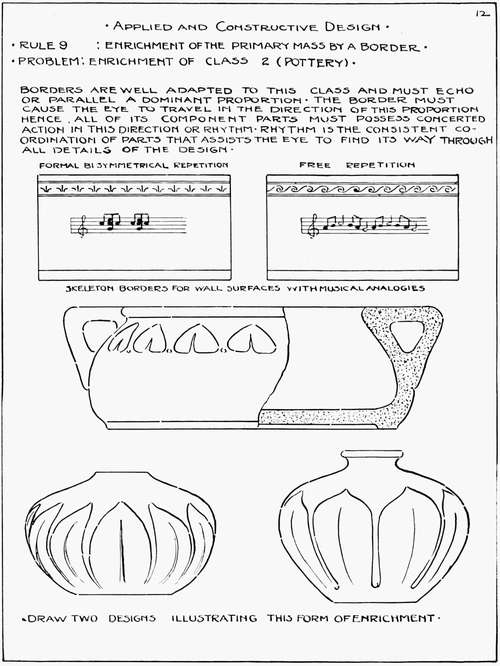 12
· APPLIED AND CONSTRUCTIVE DESIGN ·
· RULE 9 : ENRICHMENT OF THE PRIMARY MASS BY A BORDER ·
· PROBLEM: ENRICHMENT OF CLASS 2 (POTTERY) ·
BORDERS ARE WELL ADAPTED TO THIS CLASS AND MUST ECHO
OR PARALLEL A DOMINANT PROPORTION · THE BORDER MUST
CAUSE THE EYE TO TRAVEL IN THE DIRECTION OF THIS PROPORTION
HENCE, ALL OF ITS COMPONENT PARTS MUST POSSESS CONCERTED
ACTION IN THIS DIRECTION OR RHYTHM · RHYTHM IS THE CONSISTENT CO-
ORDINATION OF PARTS THAT ASSISTS THE EYE TO FIND ITS WAY THROUGH
ALL DETAILS OF THE DESIGN ·
FORMAL BISYMMETRICAL REPETITION
FREE REPETITION
SKELETON BORDERS FOR WALL SURFACES WITH MUSICAL ANALOGIES
· DRAW TWO DESIGNS ILLUSTRATING THIS FORM OF ENRICHMENT ·